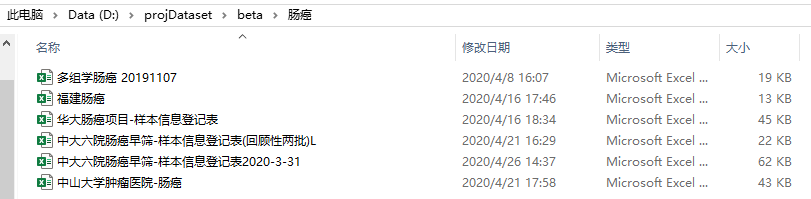 此电脑 > Data (D:) > projDataset > beta > 肠癌
名称 修改日期 类型 大小
多组学肠癌 20191107 2020/4/8 16:07 Microsoft Excel ... 19 KB
福建肠癌 2020/4/16 17:46 Microsoft Excel ... 13 KB
华大肠癌项目-样本信息登记表 2020/4/16 18:34 Microsoft Excel ... 45 KB
中大六院肠癌早筛-样本信息登记表(回顾性两批)L 2020/4/21 16:29 Microsoft Excel ... 22 KB
中大六院肠癌早筛-样本信息登记表2020-3-31 2020/4/26 14:37 Microsoft Excel ... 62 KB
中山大学肿瘤医院-肠癌 2020/4/21 17:58 Microsoft Excel ... 43 KB